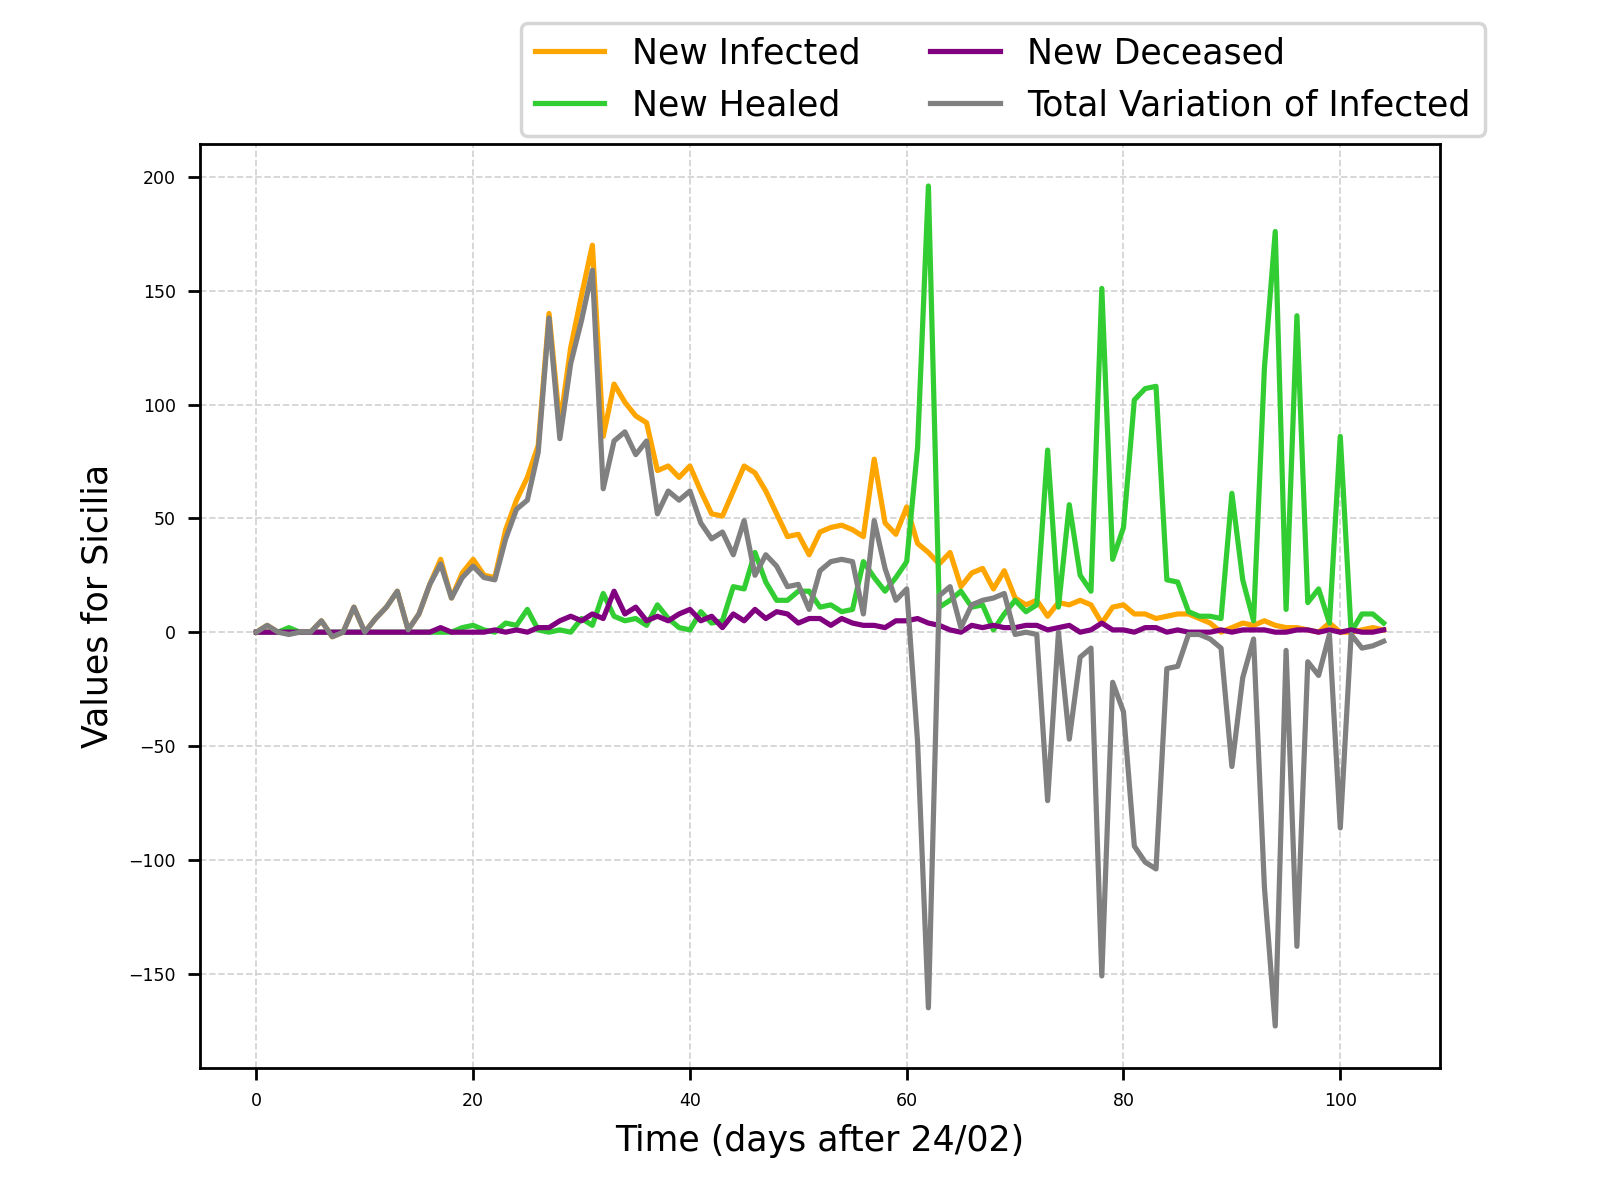 New Infected
New Healed
New Deceased
Total Variation of Infected
200
150
100
50
0
−50
−100
−150
Values for Sicilia
0 20 40 60 80 100
Time (days after 24/02)